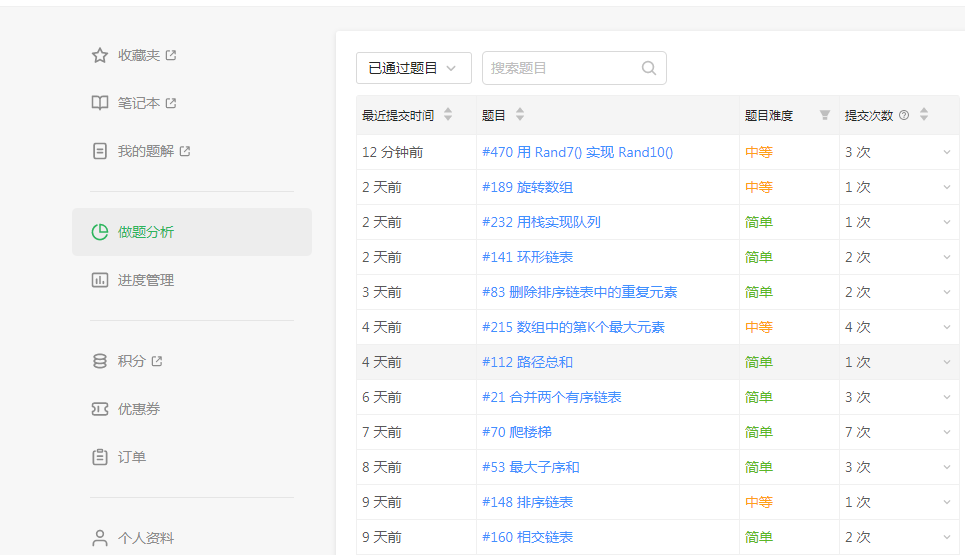 收藏夹
笔记本
我的题解
做题分析
进度管理
积分
优惠券
订单
个人资料
已通过题目 搜索题目
最近提交时间 题目 题目难度 提交次数
12 分钟前 #470 用 Rand7() 实现 Rand10() 中等 3 次
2 天前 #189 旋转数组 中等 1 次
2 天前 #232 用栈实现队列 简单 1 次
2 天前 #141 环形链表 简单 2 次
3 天前 #83 删除排序链表中的重复元素 简单 2 次
4 天前 #215 数组中的第K个最大元素 中等 4 次
4 天前 #112 路径总和 简单 1 次
6 天前 #21 合并两个有序链表 简单 3 次
7 天前 #70 爬楼梯 简单 7 次
8 天前 #53 最大子序和 简单 3 次
9 天前 #148 排序链表 中等 1 次
9 天前 #160 相交链表 简单 2 次